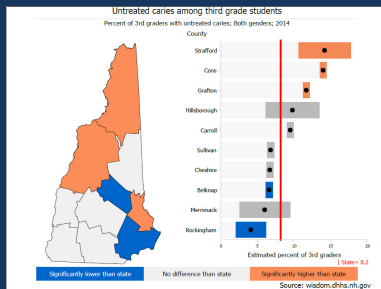 Untreated caries among third grade students
Percent of 3rd graders with untreated caries; Both genders; 2014
County
Strafford
Coos
Grafton
Hillsborough
Carroll
Sullivan
Cheshire
Belknap
Merrimack
Rockingham
0 5 10 15 20
Estimated percent of 3rd graders
State= 8.2
Significantly lower than state
No difference than state
Significantly higher than state
Source: wisdom.dhhs.nh.gov